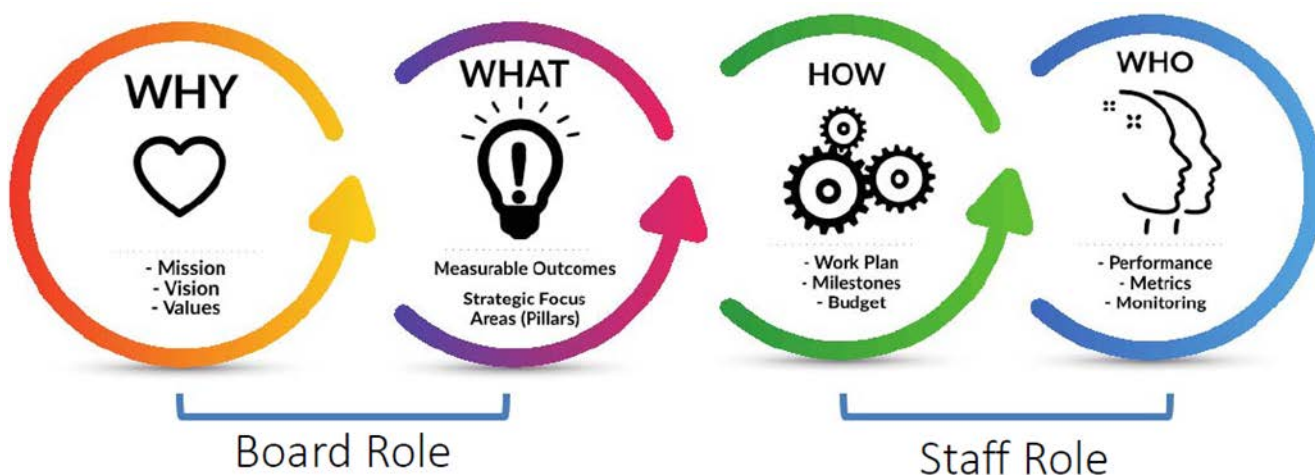 WHY
- Mission
- Vision
- Values
WHAT
Measurable Outcomes
Strategic Focus
Areas (Pillars)
HOW
- Work Plan
- Milestones
- Budget
WHO
- Performance
- Metrics
- Monitoring
Board Role
Staff Role